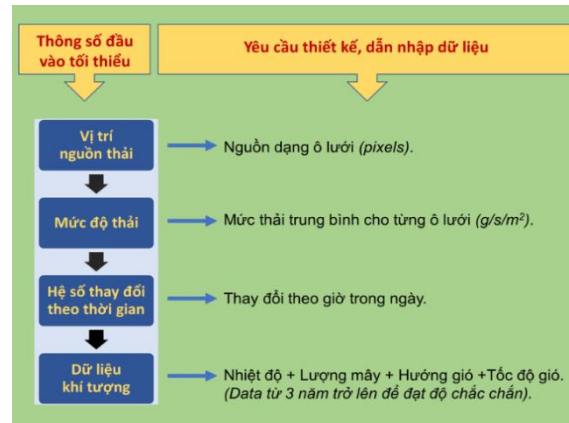 Thông số đầu
vào tối thiểu
Yêu cầu thiết kế, dẫn nhập dữ liệu
Vị trí
nguồn thải
Nguồn dạng ô lưới (pixels).
Mức độ thải
Mức thải trung bình cho từng ô lưới (g/s/m²).
Hệ số thay đổi
theo thời gian
Thay đổi theo giờ trong ngày.
Dữ liệu
khí tượng
Nhiệt độ + Lượng mây + Hướng gió +Tốc độ gió.
(Data từ 3 năm trở lên để đạt độ chắc chắn).